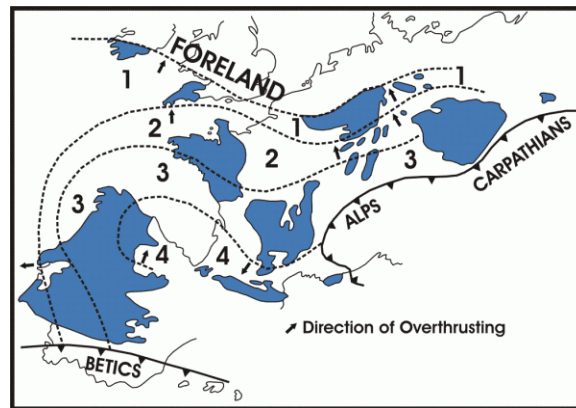 FORELAND
1
1
1
2
2
3
3
3
4
4
CARPATHIANS
ALPS
Direction of Overthrusting
BETICS